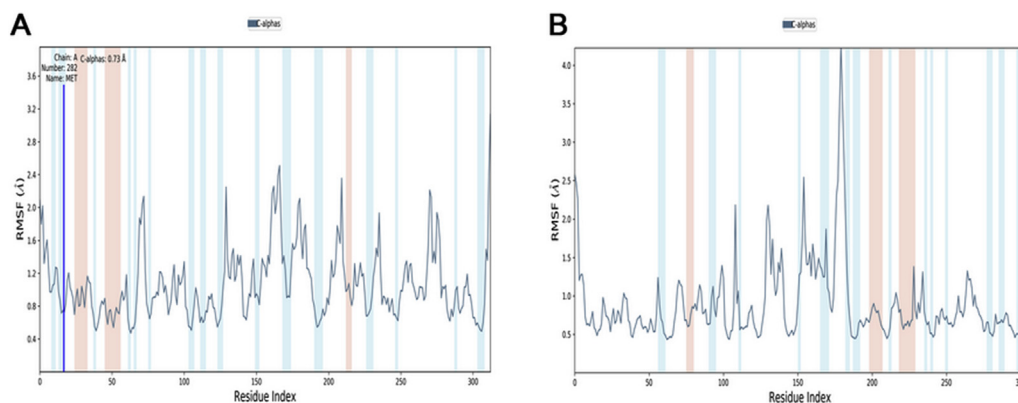 A
C-alphas
Chain: A
C-alphas: 0.73 Å
Number: 282
Name: MET
3.6
3.2
2.8
2.4
2.0
1.6
1.2
0.8
0.4
RMSF (Å)
0 50 100 150 200 250 300
Residue Index
B
C-alphas
4.0
3.5
3.0
2.5
2.0
1.5
1.0
0.5
RMSF (Å)
0 50 100 150 200 250
Residue Index